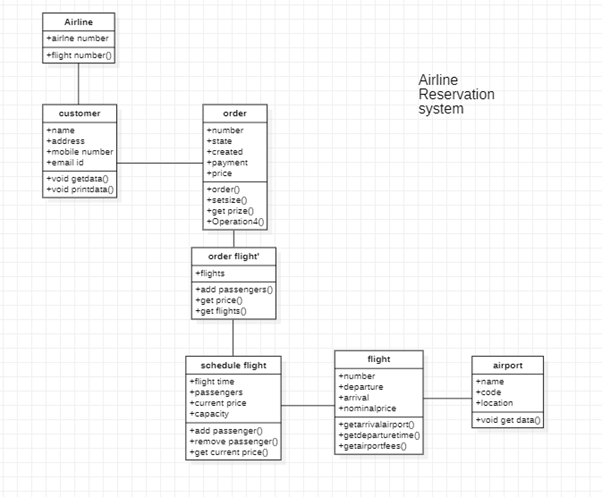 Airline
+airlne number
+flight number()
Airline
Reservation
system
customer
+name
+address
+mobile number
+email id
+void getdata()
+void printdata()
order
+number
+state
+created
+payment
+price
+order()
+setsize()
+get prize()
+Operation4()
order flight'
+flights
+add passengers()
+get price()
+get flights()
schedule flight
+flight time
+passengers
+current price
+capacity
+add passenger()
+remove passenger()
+get current price()
flight
+number
+departure
+arrival
+nominalprice
+getarrivalairport()
+getdeparturetime()
+getairportfees()
airport
+name
+code
+location
+void get data()